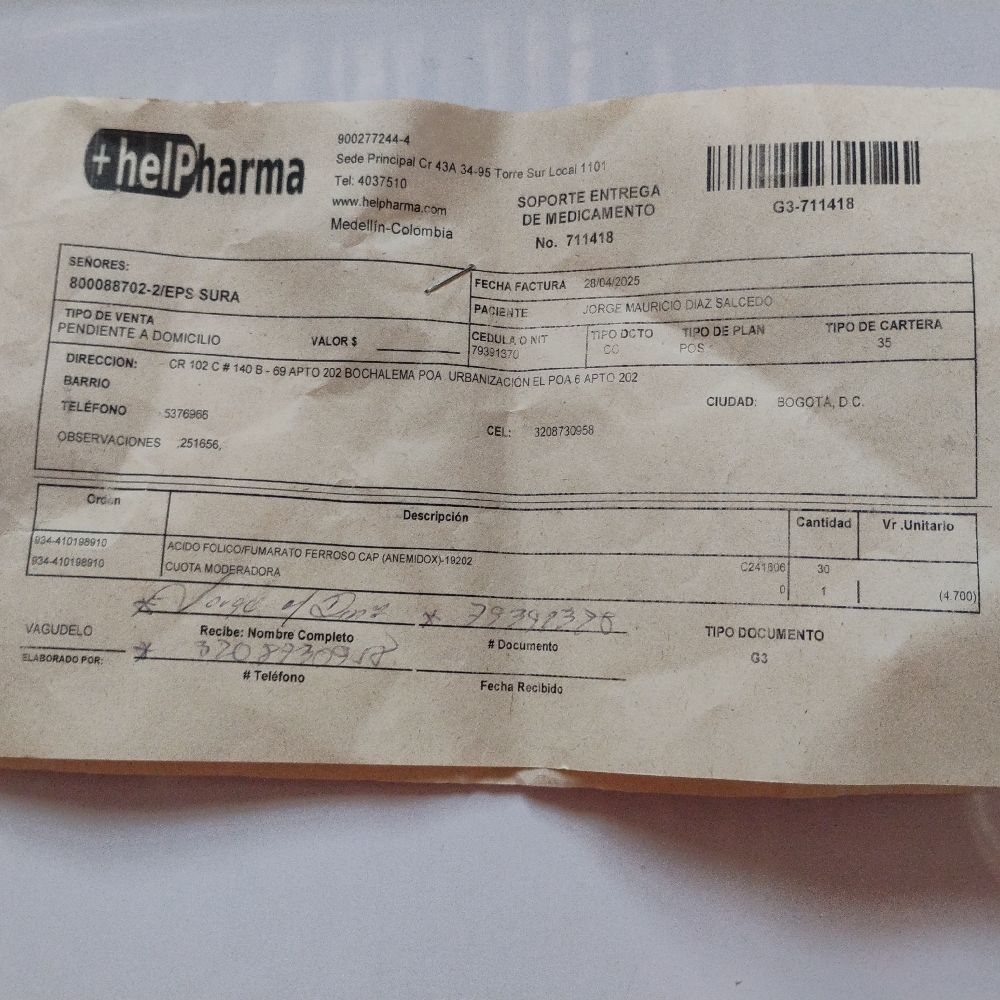 +helPharma
900277244-4
Sede Principal Cr 43A 34-95 Torre Sur Local 1101
Tel: 4037510
www.helpharma.com
Medellín-Colombia
SOPORTE ENTREGA
DE MEDICAMENTO
No. 711418
G3-711418
SEÑORES:
800088702-2/EPS SURA
FECHA FACTURA 28/04/2025
PACIENTE JORGE MAURICIO DIAZ SALCEDO
TIPO DE VENTA
PENDIENTE A DOMICILIO VALOR $
CEDULA O NIT TIPO DCTO TIPO DE PLAN TIPO DE CARTERA
79391370 CC POS 35
DIRECCION: CR 102 C # 140 B - 69 APTO 202 BOCHALEMA POA URBANIZACIÓN EL POA 6 APTO 202
BARRIO
CIUDAD: BOGOTA, D.C.
TELÉFONO 5376966
CEL: 3208730958
OBSERVACIONES ,251656,
Orden Descripción Cantidad Vr .Unitario
934-410198910 ACIDO FOLICO/FUMARATO FERROSO CAP (ANEMIDOX)-19202 C241806 30
934-410198910 CUOTA MODERADORA 0 1 (4.700)
* Jorge M Diaz * 79391370
VAGUDELO Recibe: Nombre Completo # Documento TIPO DOCUMENTO
ELABORADO POR: * 3208730958 G3
# Teléfono Fecha Recibido